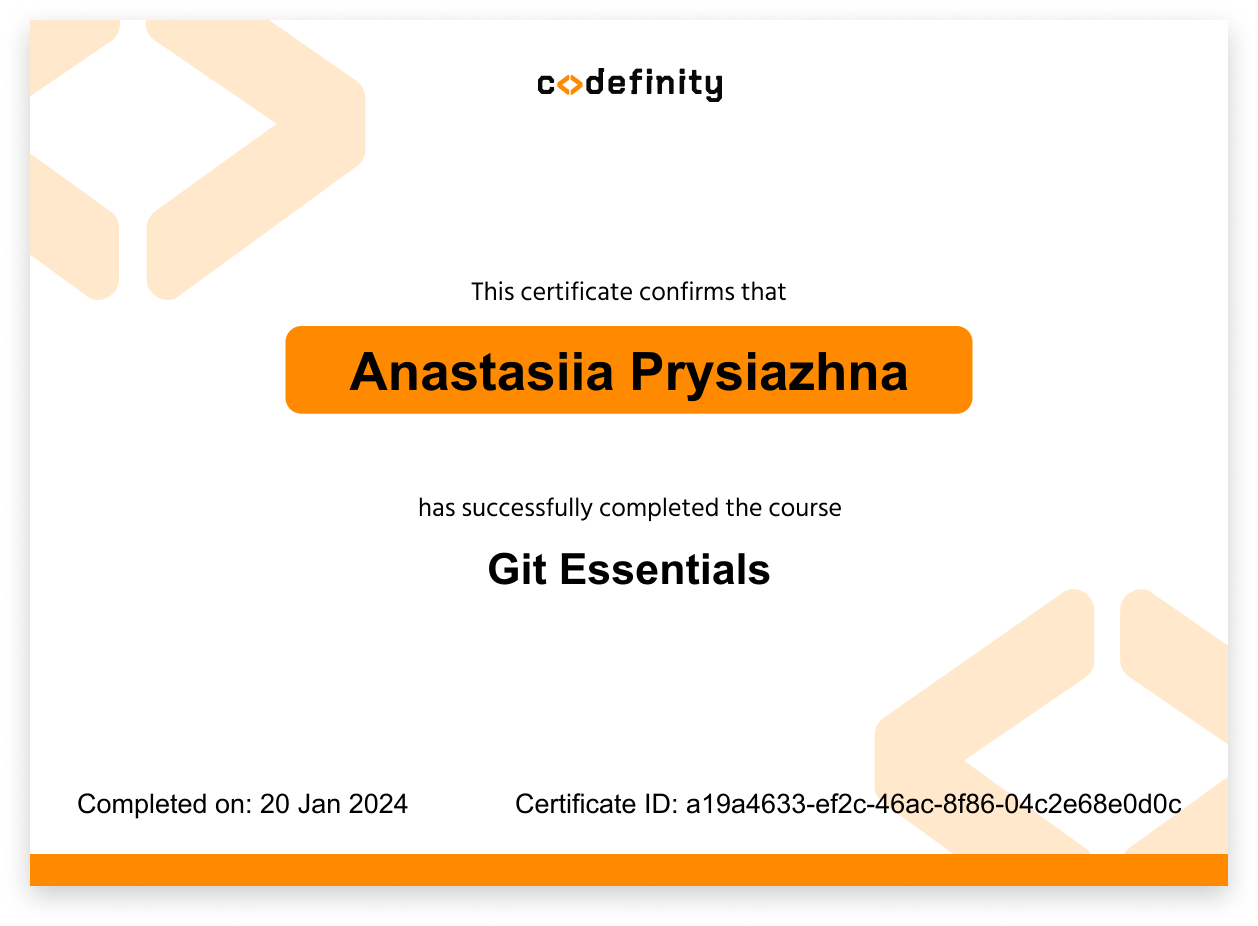 codefinity
This certificate confirms that
Anastasiia Prysiazhna
has successfully completed the course
Git Essentials
Completed on: 20 Jan 2024
Certificate ID: a19a4633-ef2c-46ac-8f86-04c2e68e0d0c